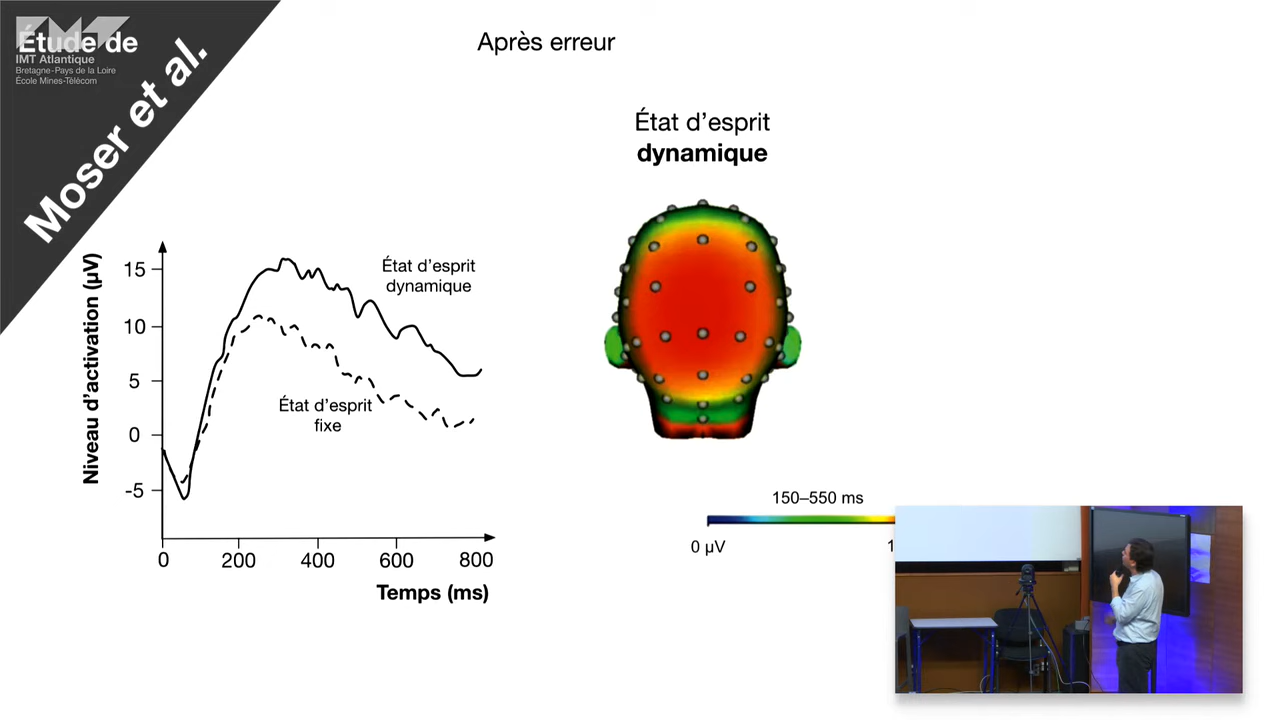 Étude de
Moser et al.
IMT Atlantique
Bretagne-Pays de la Loire
École Mines-Télécom
Après erreur
État d’esprit
dynamique
Niveau d’activation (µV)
15
10
5
0
-5
État d’esprit
dynamique
État d’esprit
fixe
0
200
400
600
800
Temps (ms)
150–550 ms
0 µV
1